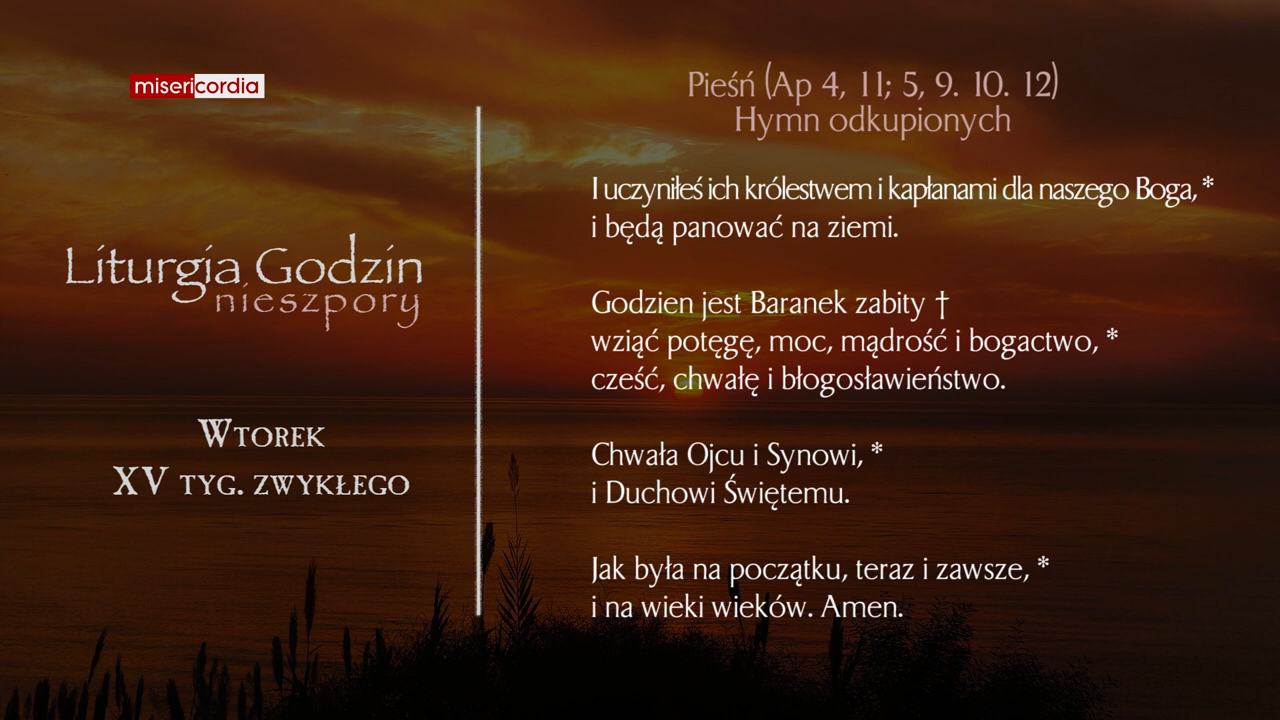 misericordia
Liturgia Godzin
nieszpory
Wtorek
XV tyg. zwykłego
Pieśń (Ap 4, 11; 5, 9. 10. 12)
Hymn odkupionych
I uczyniłeś ich królestwem i kapłanami dla naszego Boga, *
i będą panować na ziemi.
Godzien jest Baranek zabity †
wziąć potęgę, moc, mądrość i bogactwo, *
cześć, chwałę i błogosławieństwo.
Chwała Ojcu i Synowi, *
i Duchowi Świętemu.
Jak była na początku, teraz i zawsze, *
i na wieki wieków. Amen.